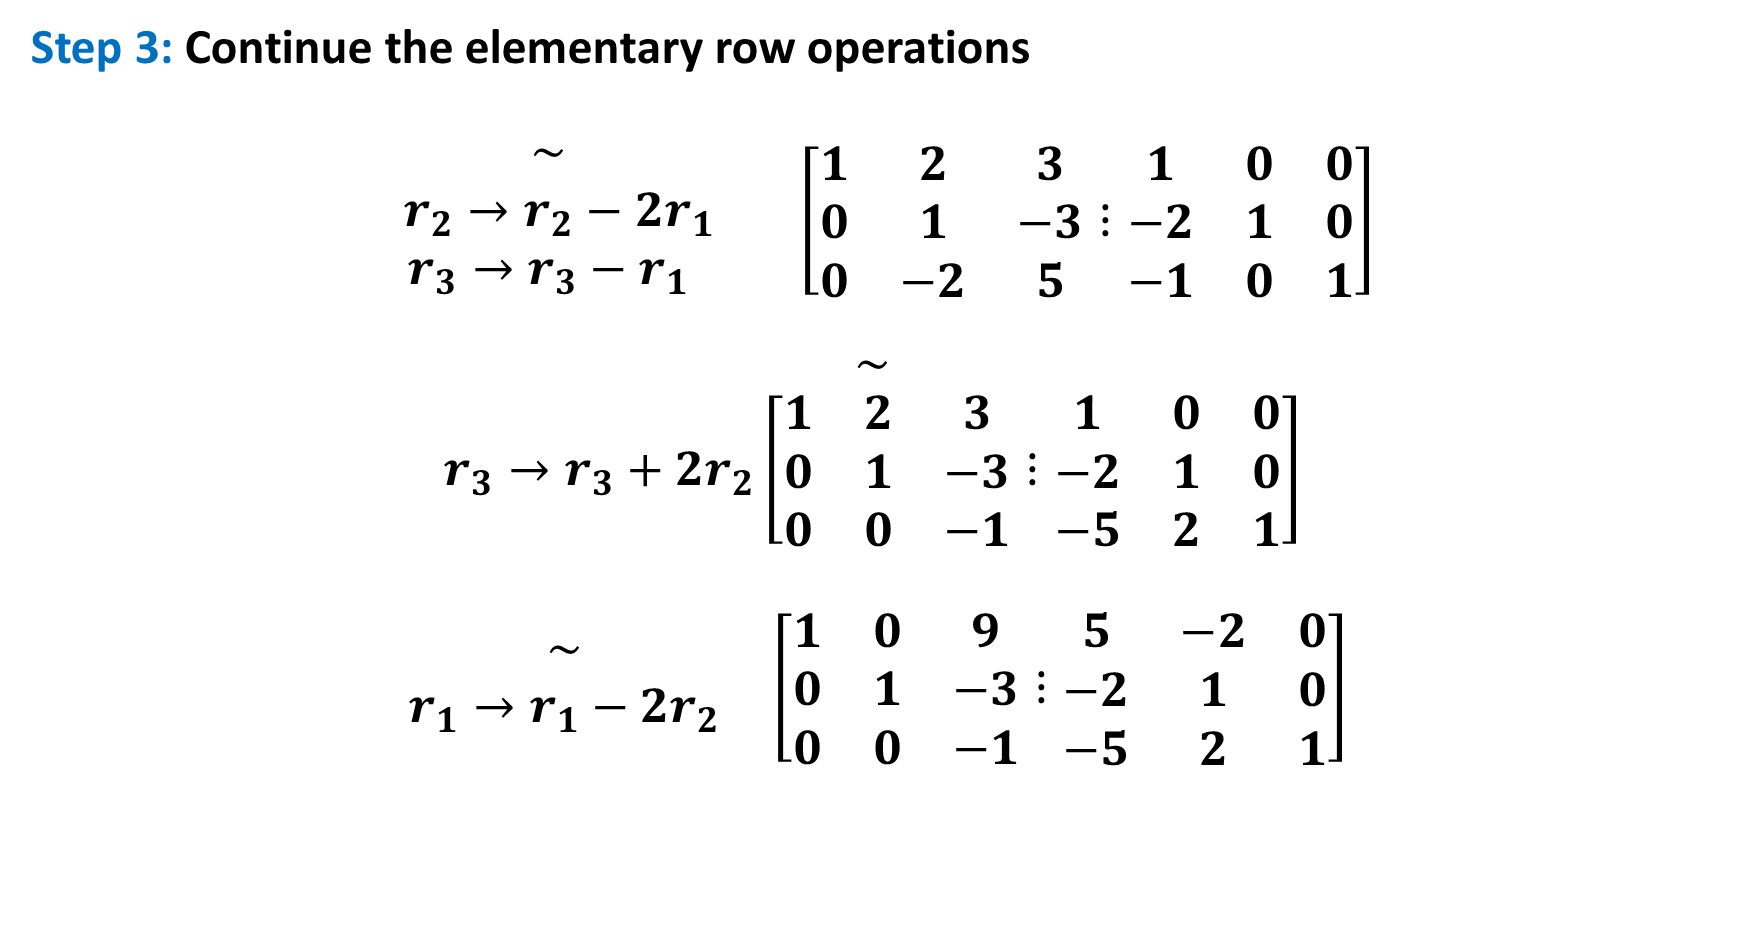 Step 3: Continue the elementary row operations
~
r₂ → r₂ − 2r₁
r₃ → r₃ − r₁
[1 2 3 1 0 0]
[0 1 −3 ⋮ −2 1 0]
[0 −2 5 −1 0 1]
~
r₃ → r₃ + 2r₂
[1 2 3 1 0 0]
[0 1 −3 ⋮ −2 1 0]
[0 0 −1 −5 2 1]
~
r₁ → r₁ − 2r₂
[1 0 9 5 −2 0]
[0 1 −3 ⋮ −2 1 0]
[0 0 −1 −5 2 1]